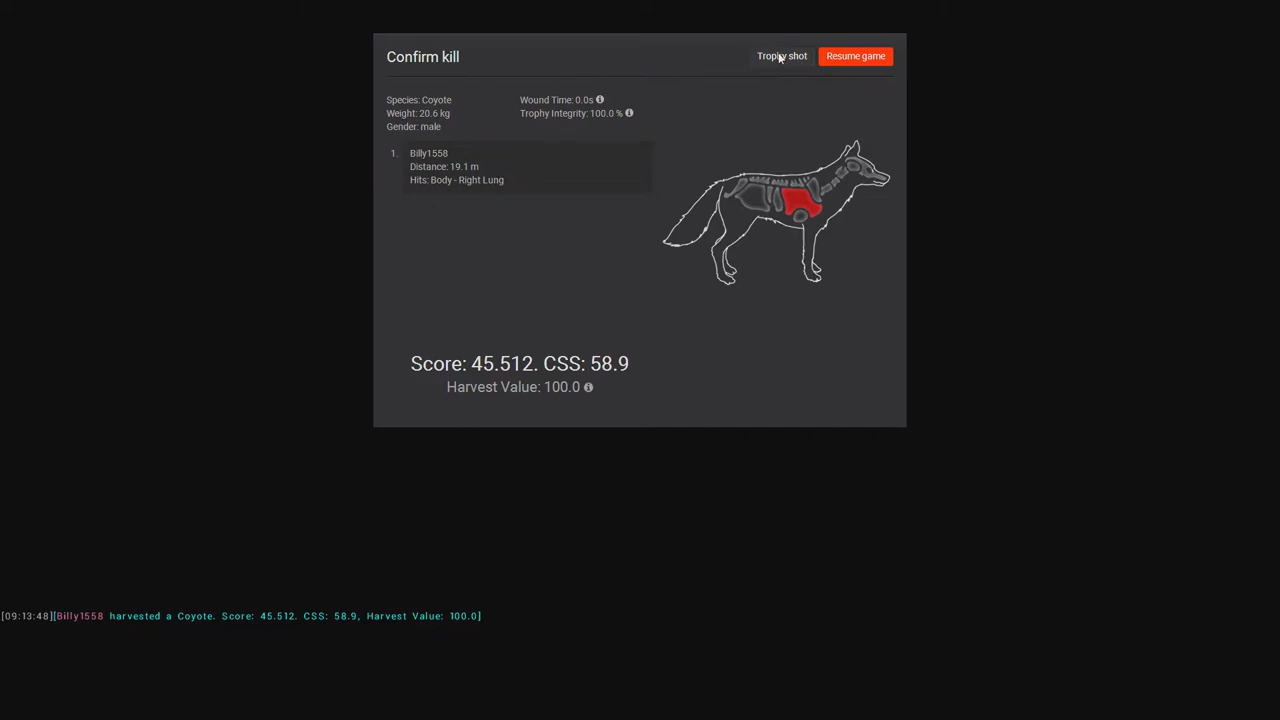 Confirm kill
Trophy shot
Resume game
Species: Coyote
Weight: 20.6 kg
Gender: male
Wound Time: 0.0s
Trophy Integrity: 100.0 %
1.
Billy1558
Distance: 19.1 m
Hits: Body - Right Lung
Score: 45.512. CSS: 58.9
Harvest Value: 100.0
[09:13:48][Billy1558 harvested a Coyote. Score: 45.512. CSS: 58.9, Harvest Value: 100.0]